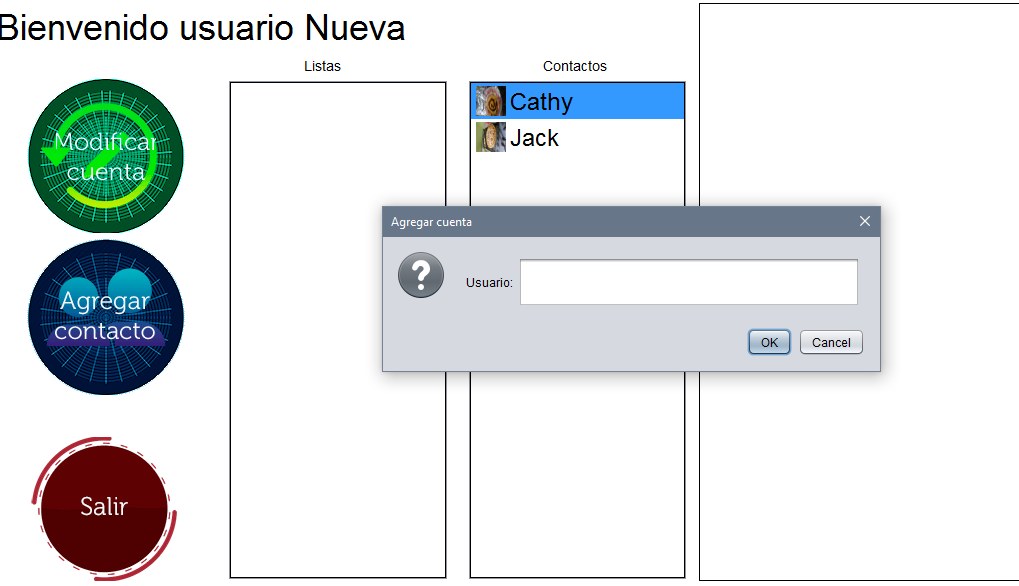 Bienvenido usuario Nueva
Listas
Contactos
Modificar
cuenta
Agregar
contacto
Salir
Cathy
Jack
Agregar cuenta
?
Usuario:
OK
Cancel